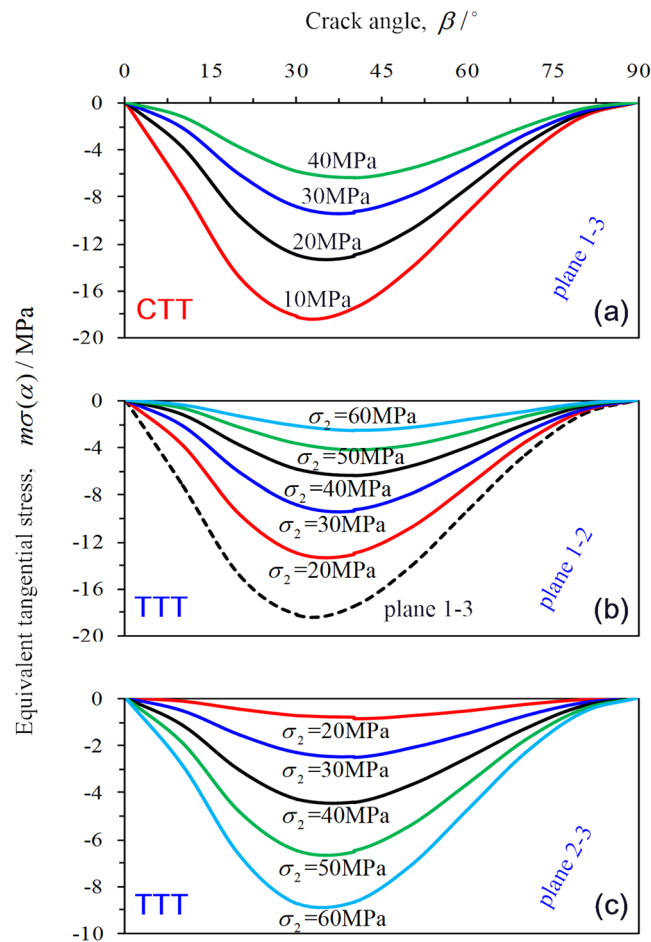 Crack angle, β/°
0 15 30 45 60 75 90
Equivalent tangential stress, mσ(α) / MPa
0
-4
-8
-12
-16
-20
40MPa
30MPa
20MPa
10MPa
CTT
plane 1-3
(a)
0
-4
-8
-12
-16
-20
σ₂=60MPa
σ₂=50MPa
σ₂=40MPa
σ₂=30MPa
σ₂=20MPa
plane 1-3
TTT
plane 1-2
(b)
0
-2
-4
-6
-8
-10
σ₂=20MPa
σ₂=30MPa
σ₂=40MPa
σ₂=50MPa
σ₂=60MPa
TTT
plane 2-3
(c)